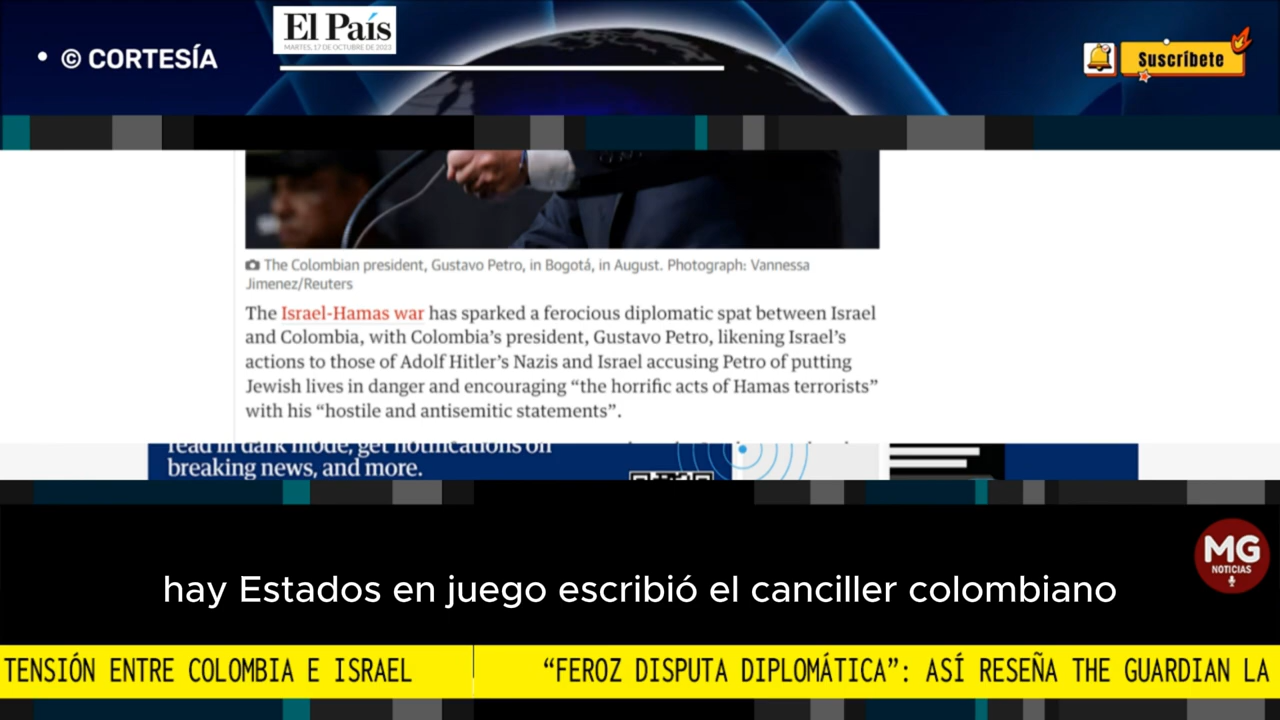 • © CORTESÍA
El País
MARTES, 17 DE OCTUBRE DE 2023
Suscríbete
The Colombian president, Gustavo Petro, in Bogotá, in August. Photograph: Vannessa
Jimenez/Reuters
The Israel-Hamas war has sparked a ferocious diplomatic spat between Israel
and Colombia, with Colombia’s president, Gustavo Petro, likening Israel’s
actions to those of Adolf Hitler’s Nazis and Israel accusing Petro of putting
Jewish lives in danger and encouraging “the horrific acts of Hamas terrorists”
with his “hostile and antisemitic statements”.
read in dark mode, get notifications on
breaking news, and more.
MG
NOTICIAS
hay Estados en juego escribió el canciller colombiano
TENSIÓN ENTRE COLOMBIA E ISRAEL
“FEROZ DISPUTA DIPLOMÁTICA”: ASÍ RESEÑA THE GUARDIAN LA